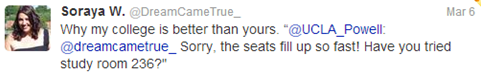 Soraya W. @DreamCameTrue_ Mar 6
Why my college is better than yours. “@UCLA_Powell:
@dreamcametrue_ Sorry, the seats fill up so fast! Have you tried
study room 236?”